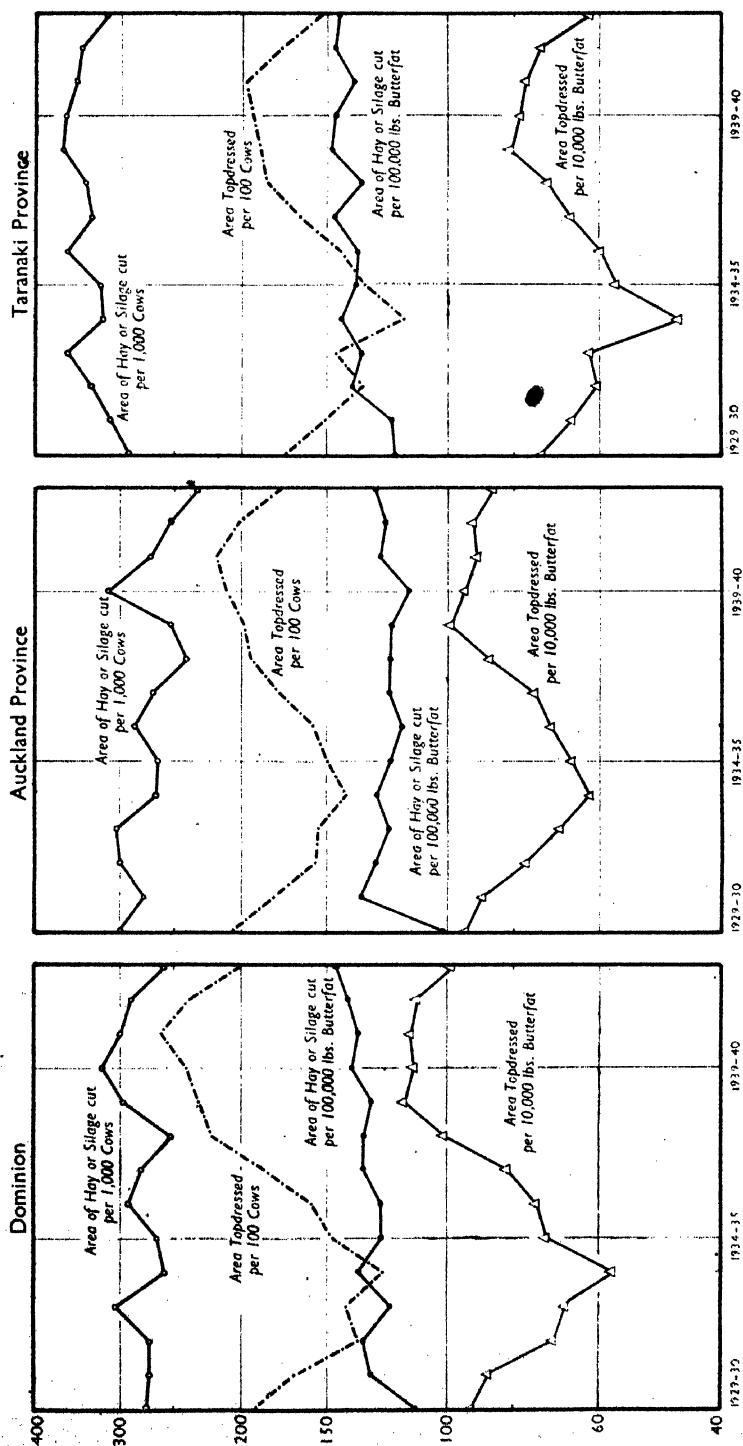 Dominion
Area of Hay or Silage cut
per 1,000 Cows
Area Topdressed
per 100 Cows
Area of Hay or Silage cut
per 100,000 lbs. Butterfat
Area Topdressed
per 10,000 lbs. Butterfat
400
300
200
150
100
60
40
1929-30
1934-35
1939-40
Auckland Province
Area of Hay or Silage cut
per 1,000 Cows
Area Topdressed
per 100 Cows
Area of Hay or Silage cut
per 100,000 lbs. Butterfat
Area Topdressed
per 10,000 lbs. Butterfat
1929-30
1934-35
1939-40
Taranaki Province
Area of Hay or Silage cut
per 1,000 Cows
Area Topdressed
per 100 Cows
Area of Hay or Silage cut
per 100,000 lbs. Butterfat
Area Topdressed
per 10,000 lbs. Butterfat
1929-30
1934-35
1939-40